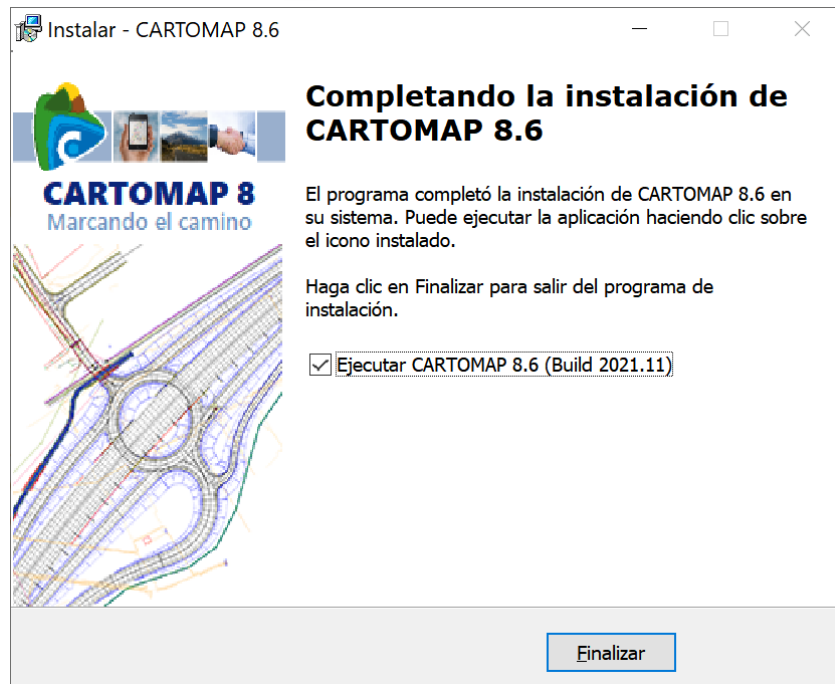 Instalar - CARTOMAP 8.6
CARTOMAP 8
Marcando el camino
Completando la instalación de
CARTOMAP 8.6
El programa completó la instalación de CARTOMAP 8.6 en
su sistema. Puede ejecutar la aplicación haciendo clic sobre
el icono instalado.
Haga clic en Finalizar para salir del programa de
instalación.
Ejecutar CARTOMAP 8.6 (Build 2021.11)
Finalizar